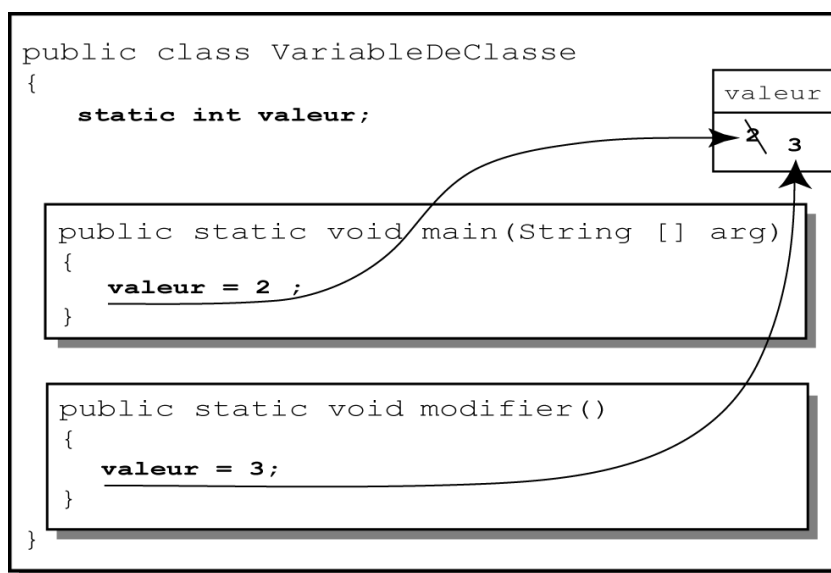 public class VariableDeClasse
{
static int valeur;
valeur
2 3
public static void main(String [] arg)
{
valeur = 2 ;
}
public static void modifier()
{
valeur = 3;
}
}